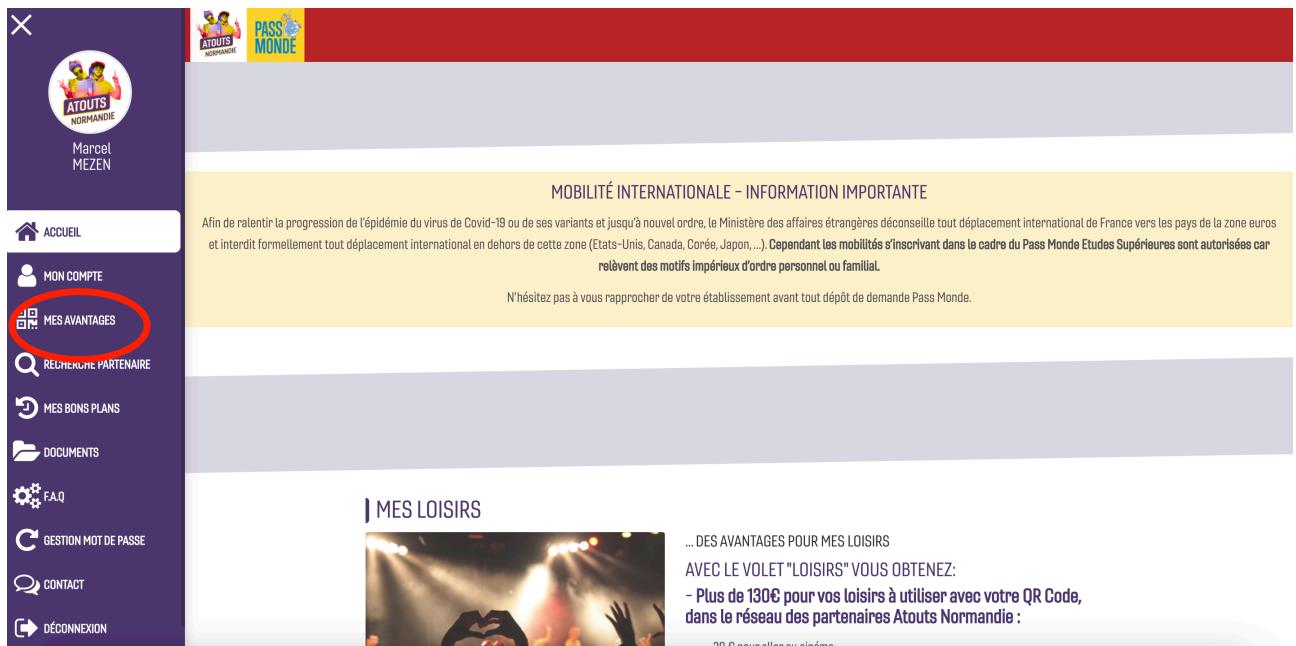 ATOUTS
NORMANDIE
PASS
MONDE
ATOUTS
NORMANDIE
Marcel
MEZEN
ACCUEIL
MON COMPTE
MES AVANTAGES
RECHERCHE PARTENAIRE
MES BONS PLANS
DOCUMENTS
F.A.Q
GESTION MOT DE PASSE
CONTACT
DÉCONNEXION
MOBILITÉ INTERNATIONALE - INFORMATION IMPORTANTE
Afin de ralentir la progression de l'épidémie du virus de Covid-19 ou de ses variants et jusqu'à nouvel ordre, le Ministère des affaires étrangères déconseille tout déplacement international de France vers les pays de la zone euros
et interdit formellement tout déplacement international en dehors de cette zone (Etats-Unis, Canada, Corée, Japon, ...). Cependant les mobilités s'inscrivant dans le cadre du Pass Monde Etudes Supérieures sont autorisées car
relèvent des motifs impérieux d'ordre personnel ou familial.
N'hésitez pas à vous rapprocher de votre établissement avant tout dépôt de demande Pass Monde.
MES LOISIRS
... DES AVANTAGES POUR MES LOISIRS
AVEC LE VOLET "LOISIRS" VOUS OBTENEZ:
- Plus de 130€ pour vos loisirs à utiliser avec votre QR Code,
dans le réseau des partenaires Atouts Normandie :